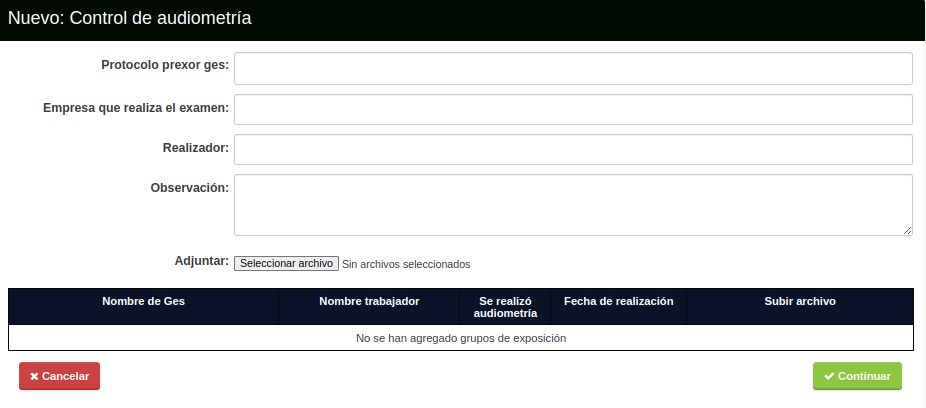 Nuevo: Control de audiometría
Protocolo prexor ges:
Empresa que realiza el examen:
Realizador:
Observación:
Adjuntar: Seleccionar archivo Sin archivos seleccionados
Nombre de Ges Nombre trabajador Se realizó audiometría Fecha de realización Subir archivo
No se han agregado grupos de exposición
Cancelar Continuar